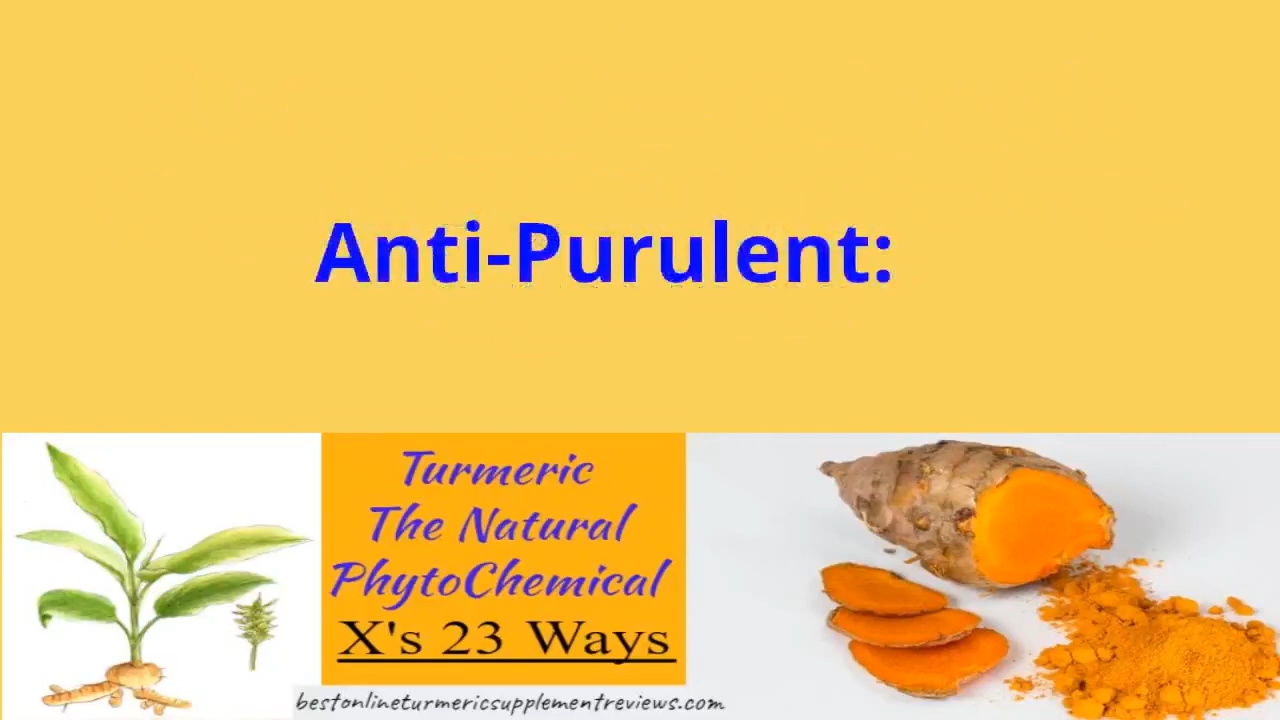 Anti-Purulent:
Turmeric
The Natural
PhytoChemical
X's 23 Ways
bestonlineturmericsupplementreviews.com